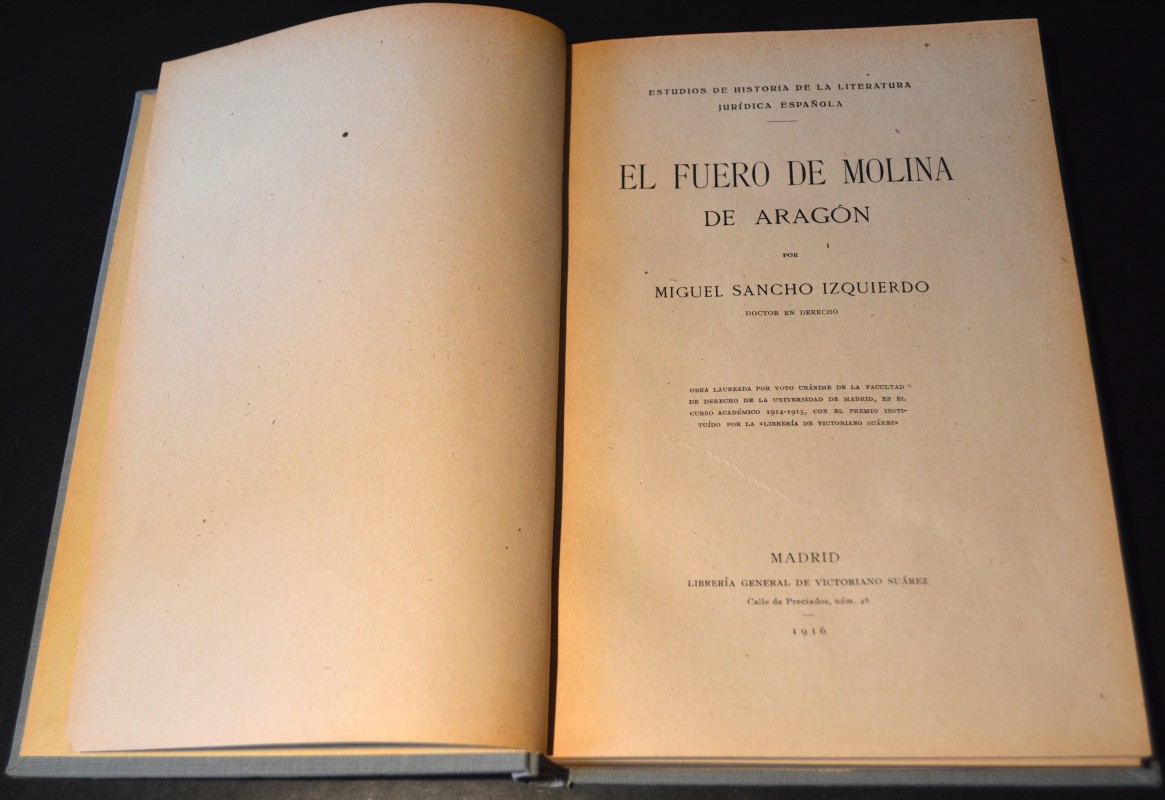 ESTUDIOS DE HISTORIA DE LA LITERATURA
JURÍDICA ESPAÑOLA
EL FUERO DE MOLINA
DE ARAGÓN
POR
MIGUEL SANCHO IZQUIERDO
DOCTOR EN DERECHO
OBRA LAUREADA POR VOTO UNÁNIME DE LA FACULTAD
DE DERECHO DE LA UNIVERSIDAD DE MADRID, EN EL
CURSO ACADÉMICO 1914-1915, CON EL PREMIO INSTI-
TUÍDO POR LA «LIBRERÍA DE VICTORIANO SUÁREZ»
MADRID
LIBRERÍA GENERAL DE VICTORIANO SUÁREZ
Calle de Preciados, núm. 48
1916